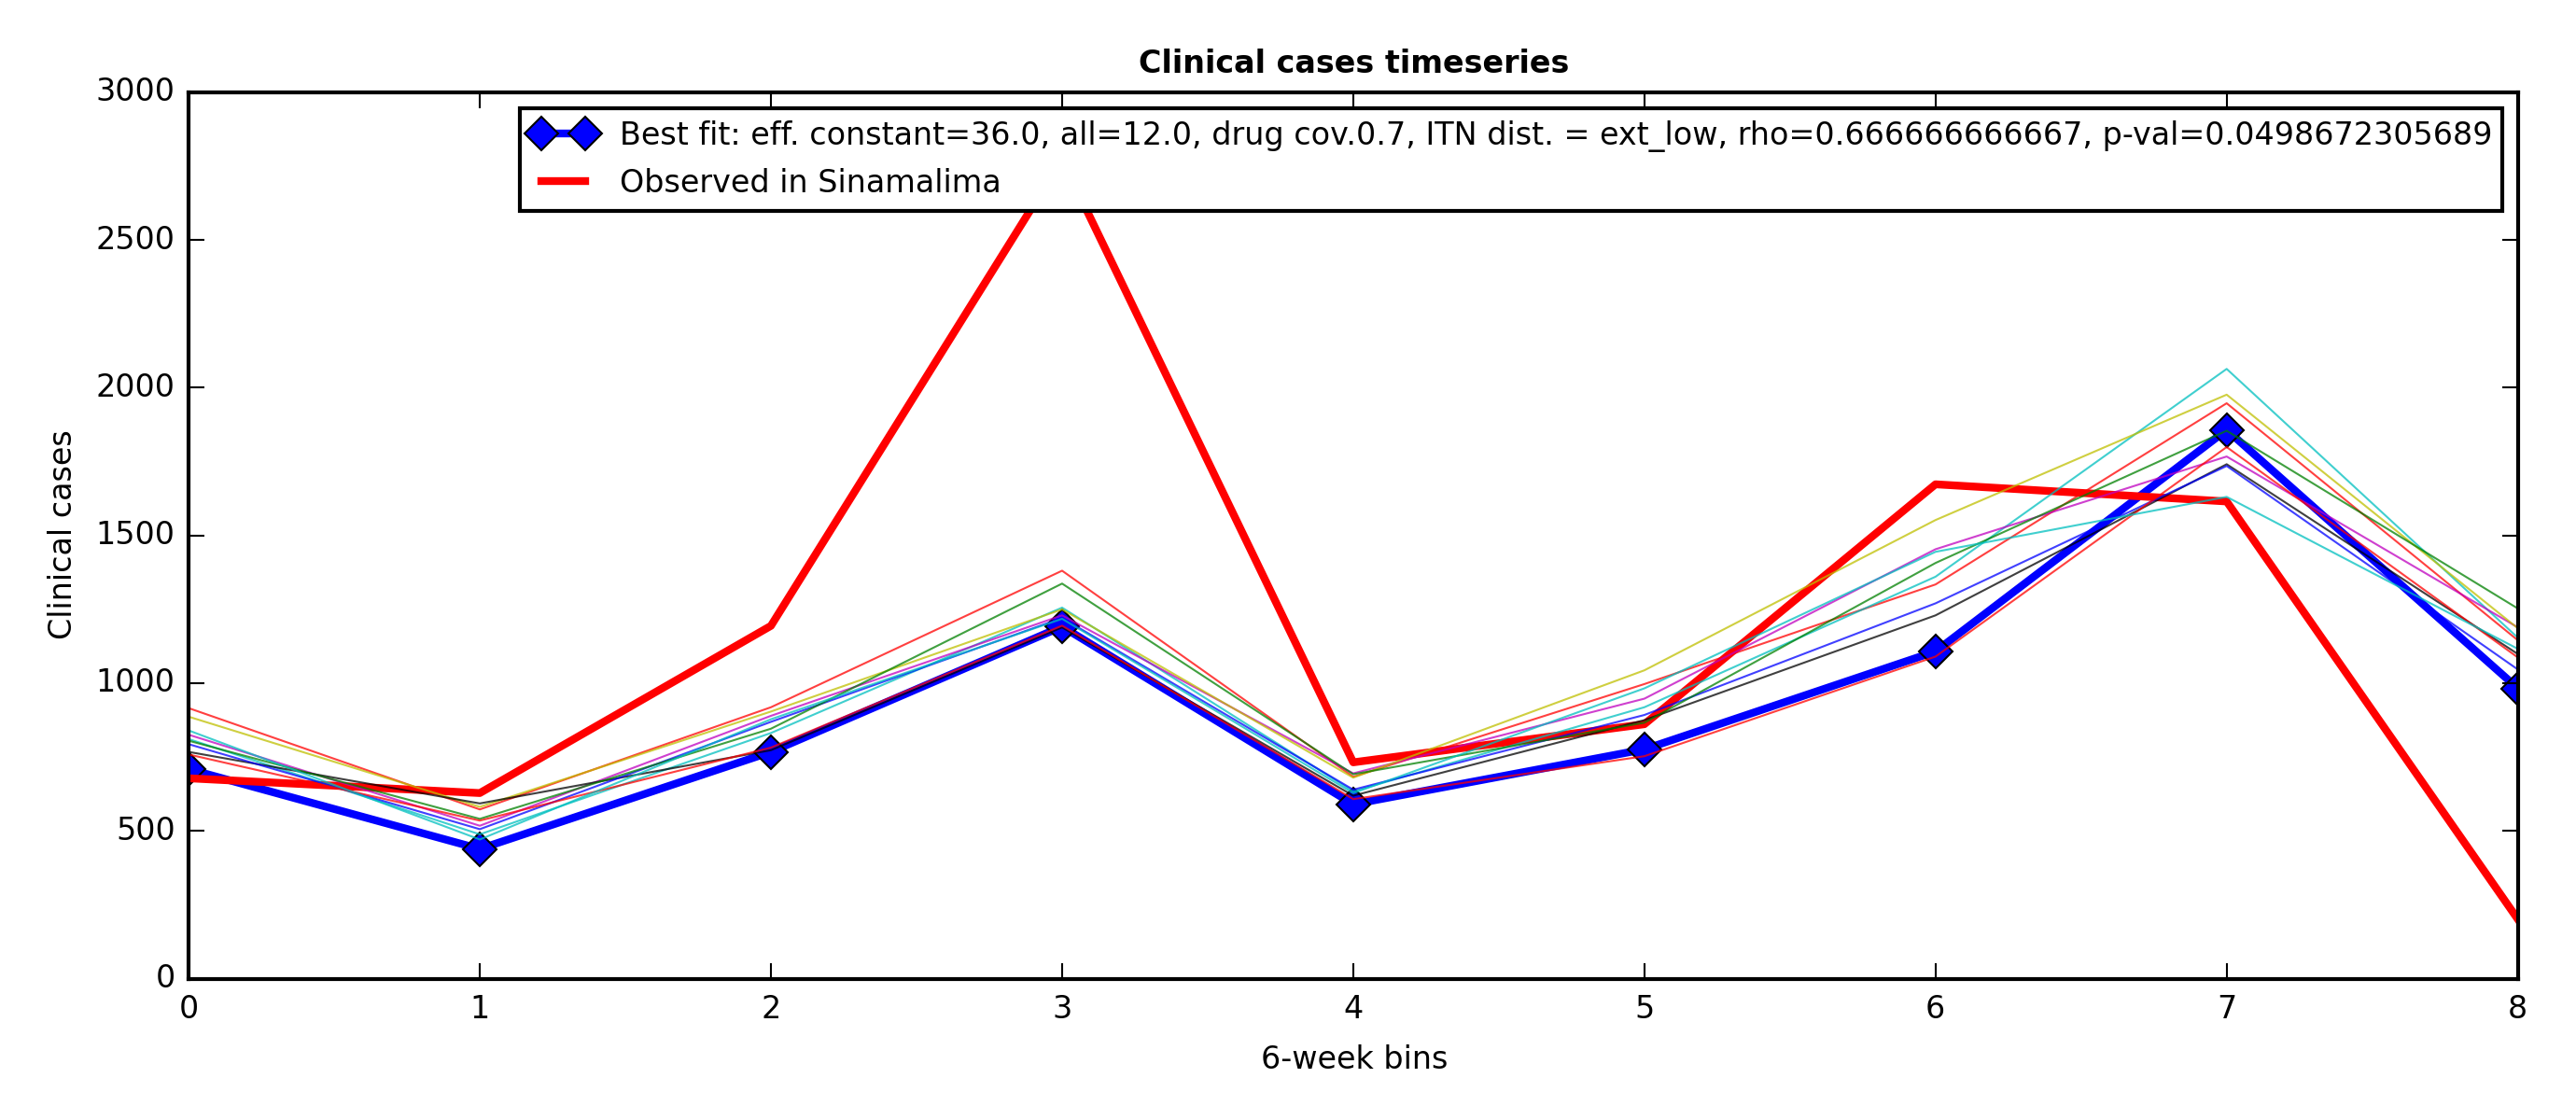 Clinical cases timeseries
3000
2500
2000
1500
1000
500
0
Clinical cases
Best fit: eff. constant=36.0, all=12.0, drug cov.0.7, ITN dist. = ext_low, rho=0.666666666667, p-val=0.0498672305689
Observed in Sinamalima
0 1 2 3 4 5 6 7 8
6-week bins